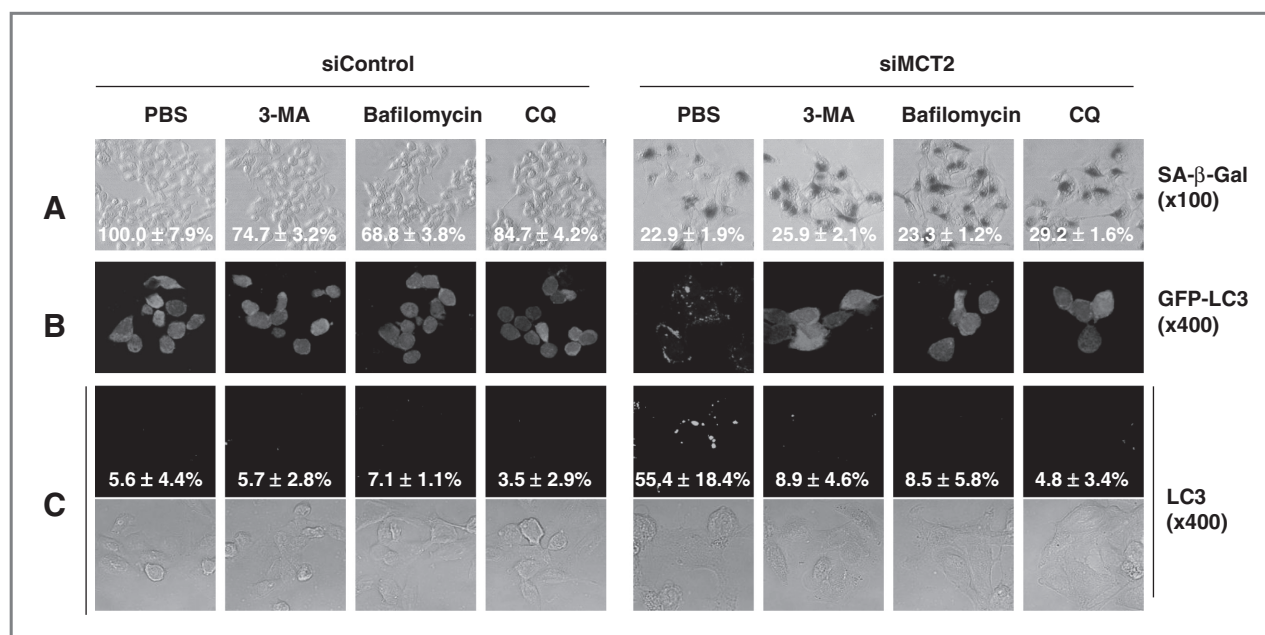 siControl siMCT2
PBS 3-MA Bafilomycin CQ PBS 3-MA Bafilomycin CQ
A
100.0 ± 7.9% 74.7 ± 3.2% 68.8 ± 3.8% 84.7 ± 4.2% 22.9 ± 1.9% 25.9 ± 2.1% 23.3 ± 1.2% 29.2 ± 1.6%
SA-β-Gal
(x100)
B
GFP-LC3
(x400)
C
5.6 ± 4.4% 5.7 ± 2.8% 7.1 ± 1.1% 3.5 ± 2.9% 55.4 ± 18.4% 8.9 ± 4.6% 8.5 ± 5.8% 4.8 ± 3.4%
LC3
(x400)